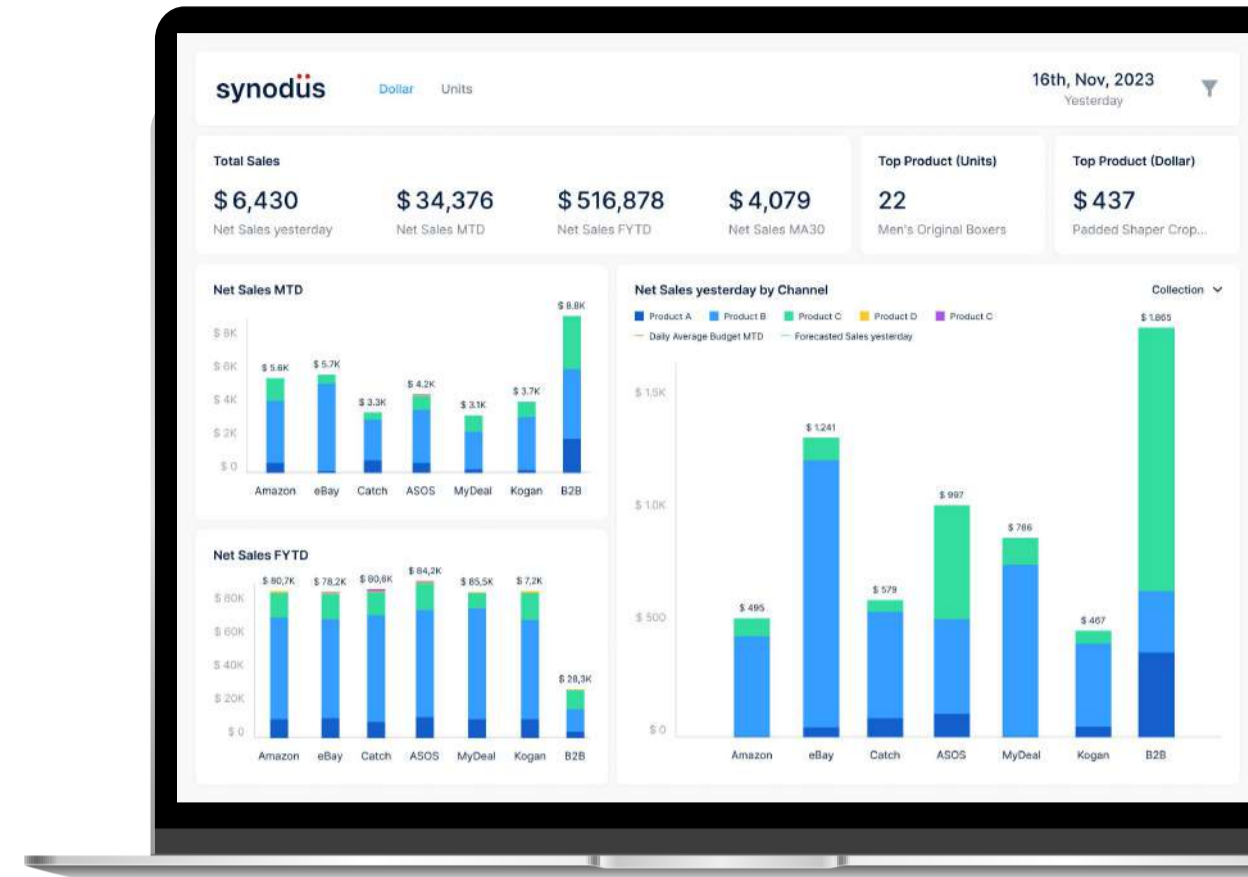 synodüs
Dollar Units
16th, Nov, 2023
Yesterday
Total Sales
$ 6,430
Net Sales yesterday
$ 34,376
Net Sales MTD
$ 516,878
Net Sales FYTD
$ 4,079
Net Sales MA30
Top Product (Units)
22
Men's Original Boxers
Top Product (Dollar)
$ 437
Padded Shaper Crop...
Net Sales MTD
$ 8K
$ 6K
$ 4K
$ 2K
$ 0
$ 5.6K
$ 5.7K
$ 3.3K
$ 4.2K
$ 3.1K
$ 3.7K
$ 8.8K
Amazon eBay Catch ASOS MyDeal Kogan B2B
Net Sales FYTD
$ 80K
$ 60K
$ 40K
$ 20K
$ 0
$ 80,7K
$ 78,2K
$ 80,6K
$ 84,2K
$ 85,5K
$ 7,2K
$ 28,3K
Amazon eBay Catch ASOS MyDeal Kogan B2B
Net Sales yesterday by Channel
Collection
Product A Product B Product C Product D Product C
Daily Average Budget MTD Forecasted Sales yesterday
$ 1.5K
$ 1.0K
$ 500
$ 0
$ 495
$ 1.241
$ 579
$ 997
$ 786
$ 467
$ 1.865
Amazon eBay Catch ASOS MyDeal Kogan B2B